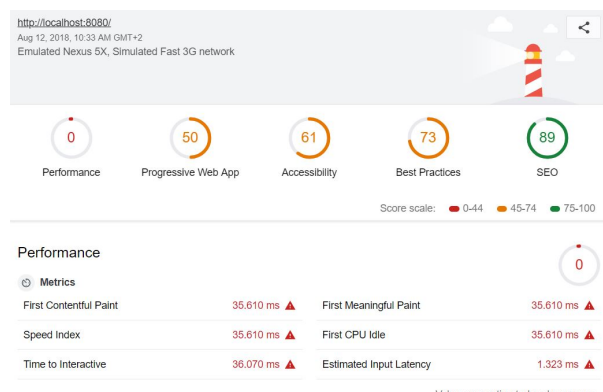 http://localhost:8080/
Aug 12, 2018, 10:33 AM GMT+2
Emulated Nexus 5X, Simulated Fast 3G network
0 50 61 73 89
Performance Progressive Web App Accessibility Best Practices SEO
Score scale: 0-44 45-74 75-100
Performance
0
Metrics
First Contentful Paint 35.610 ms First Meaningful Paint 35.610 ms
Speed Index 35.610 ms First CPU Idle 35.610 ms
Time to Interactive 36.070 ms Estimated Input Latency 1.323 ms